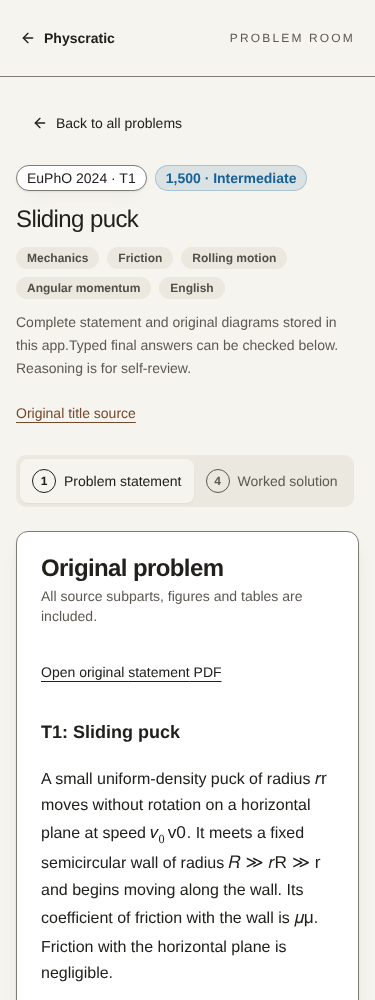 Physcratic
PROBLEM ROOM
Back to all problems
EuPhO 2024 · T1
1,500 · Intermediate
Sliding puck
Mechanics
Friction
Rolling motion
Angular momentum
English
Complete statement and original diagrams stored in
this app.Typed final answers can be checked below.
Reasoning is for self-review.
Original title source
1 Problem statement
4 Worked solution
Original problem
All source subparts, figures and tables are
included.
Open original statement PDF
T1: Sliding puck
A small uniform-density puck of radius rr
moves without rotation on a horizontal
plane at speed v₀ v0. It meets a fixed
semicircular wall of radius R ≫ rR ≫ r
and begins moving along the wall. Its
coefficient of friction with the wall is μμ.
Friction with the horizontal plane is
negligible.